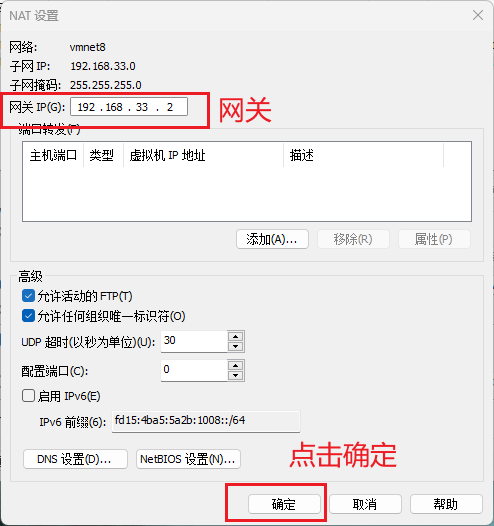 NAT 设置
网络: vmnet8
子网 IP: 192.168.33.0
子网掩码: 255.255.255.0
网关 IP(G): 192 . 168 . 33 . 2
网关
端口转发(F)
主机端口 类型 虚拟机 IP 地址 描述
添加(A)... 移除(R) 属性(P)
高级
允许活动的 FTP(T)
允许任何组织唯一标识符(O)
UDP 超时(以秒为单位)(U): 30
配置端口(C): 0
启用 IPv6(E)
IPv6 前缀(6): fd15:4ba5:5a2b:1008::/64
DNS 设置(D)... NetBIOS 设置(N)...
点击确定
确定 取消 帮助